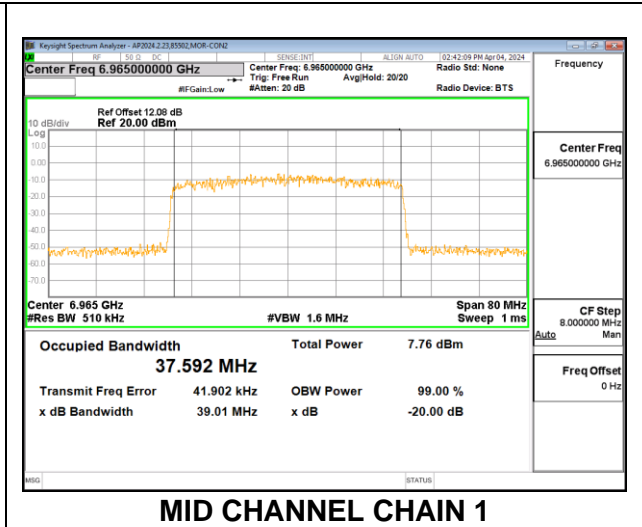 Keysight Spectrum Analyzer - AP2024.2.23,85502,MOR-CON2
RF 50 Ω DC SENSE:INT ALIGN AUTO 02:42:09 PM Apr 04, 2024
Center Freq 6.965000000 GHz Center Freq: 6.965000000 GHz Radio Std: None
Trig: Free Run Avg|Hold: 20/20
#IFGain:Low #Atten: 20 dB Radio Device: BTS
Frequency
Ref Offset 12.08 dB
10 dB/div Ref 20.00 dBm
Log
10.0
0.00
-10.0
-20.0
-30.0
-40.0
-50.0
-60.0
-70.0
Center Freq
6.965000000 GHz
Center 6.965 GHz Span 80 MHz
#Res BW 510 kHz #VBW 1.6 MHz Sweep 1 ms
CF Step
8.000000 MHz
Auto Man
Freq Offset
0 Hz
Occupied Bandwidth Total Power 7.76 dBm
37.592 MHz
Transmit Freq Error 41.902 kHz OBW Power 99.00 %
x dB Bandwidth 39.01 MHz x dB -20.00 dB
MSG STATUS
MID CHANNEL CHAIN 1